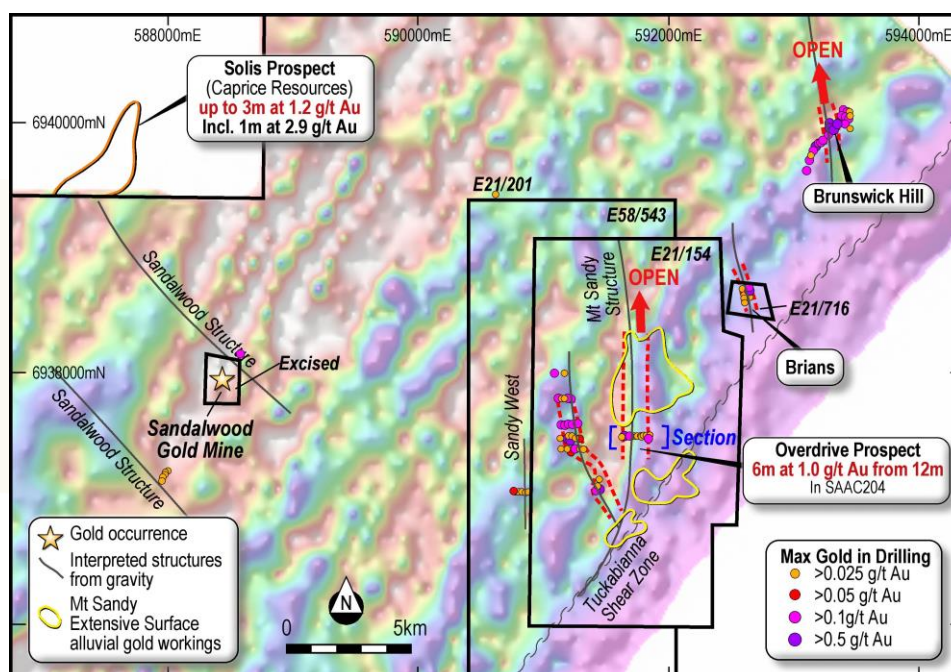 588000mE
590000mE
592000mE
594000mE
6940000mN
6938000mN
Solis Prospect
(Caprice Resources)
up to 3m at 1.2 g/t Au
Incl. 1m at 2.9 g/t Au
OPEN
Brunswick Hill
E21/201
E58/543
E21/154
OPEN
Mt Sandy
Structure
E21/716
Brians
Sandalwood Structure
Excised
Sandalwood
Gold Mine
Sandalwood Structure
Sandy West
Section
Overdrive Prospect
6m at 1.0 g/t Au from 12m
In SAAC204
Tuckabianna
Shear Zone
Gold occurrence
Interpreted structures
from gravity
Mt Sandy
Extensive Surface
alluvial gold workings
N
0
5km
Max Gold in Drilling
>0.025 g/t Au
>0.05 g/t Au
>0.1g/t Au
>0.5 g/t Au